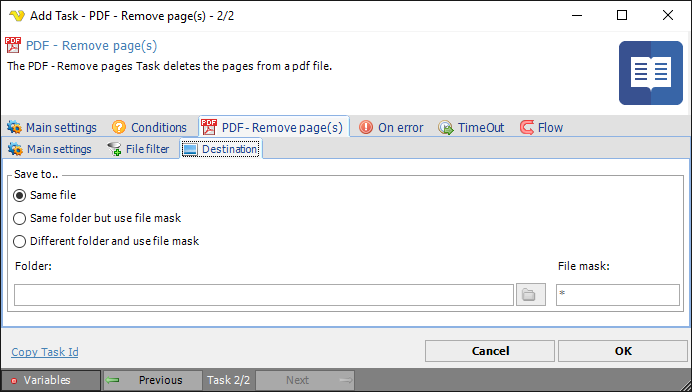 Add Task - PDF - Remove page(s) - 2/2
PDF - Remove page(s)
The PDF - Remove pages Task deletes the pages from a pdf file.
Main settings Conditions PDF - Remove page(s) On error TimeOut Flow
Main settings File filter Destination
Save to..
Same file
Same folder but use file mask
Different folder and use file mask
Folder: File mask:
*
Copy Task Id Cancel OK
Variables Previous Task 2/2 Next